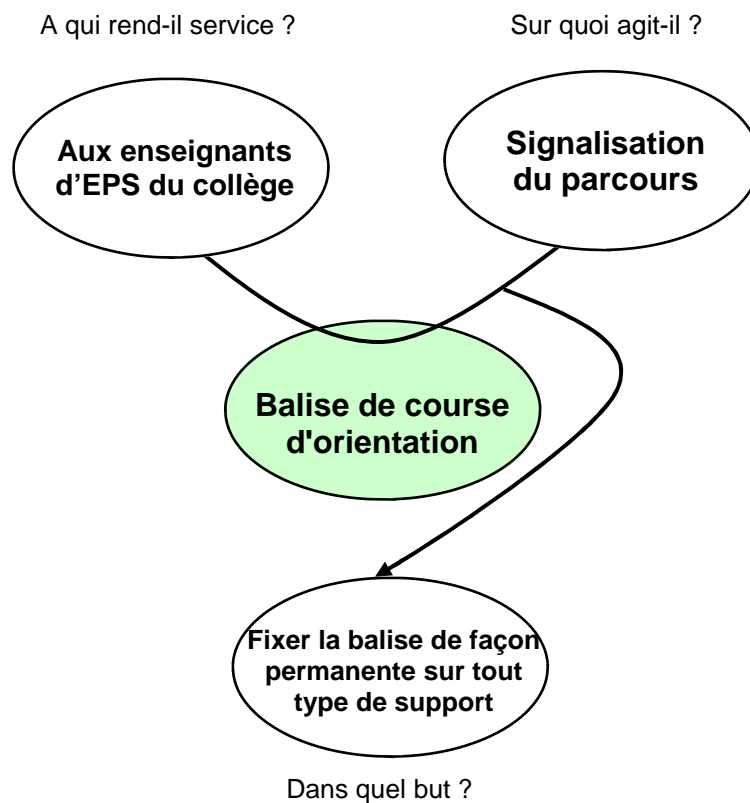 A qui rend-il service ?
Sur quoi agit-il ?
Aux enseignants
d’EPS du collège
Signalisation
du parcours
Balise de course
d'orientation
Fixer la balise de façon
permanente sur tout
type de support
Dans quel but ?